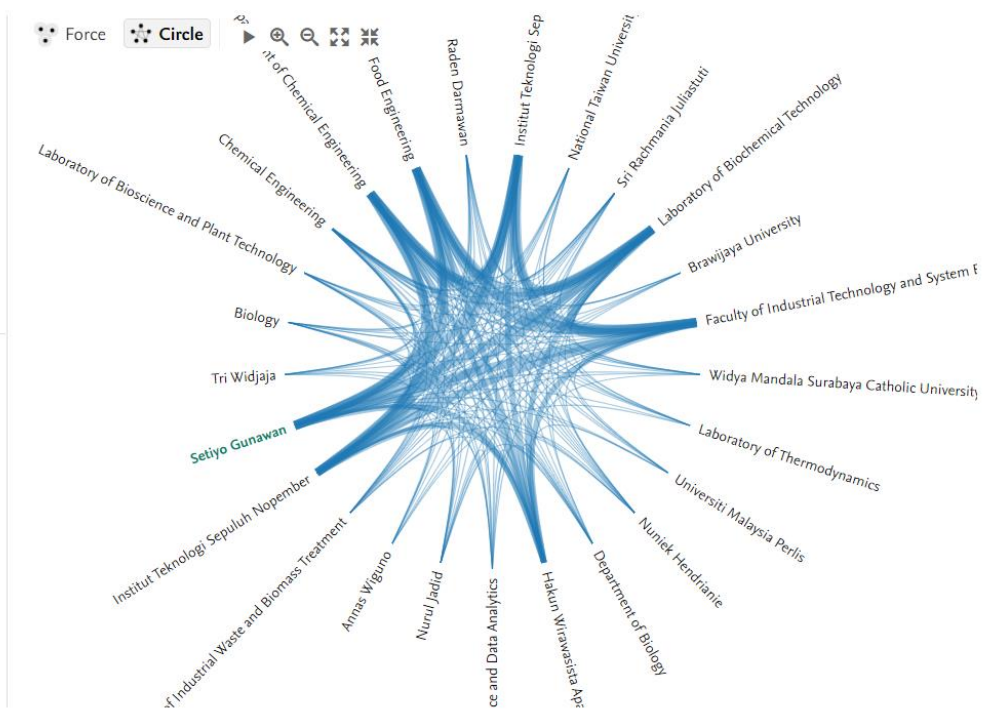 Force
Circle
nt of Chemical Engineering
Food Engineering
Raden Darmawan
Institut Teknologi Sep
National Taiwan University
Sri Rachmania Juliastuti
Laboratory of Biochemical Technology
Brawijaya University
Faculty of Industrial Technology and System E
Widya Mandala Surabaya Catholic University
Laboratory of Thermodynamics
Universiti Malaysia Perlis
Nuniek Hendrianie
Department of Biology
Hakun Wirawasista Apa
ce and Data Analytics
Nurul Jadid
Annas Wiguno
of Industrial Waste and Biomass Treatment
Institut Teknologi Sepuluh Nopember
Setiyo Gunawan
Tri Widjaja
Biology
Laboratory of Bioscience and Plant Technology
Chemical Engineering